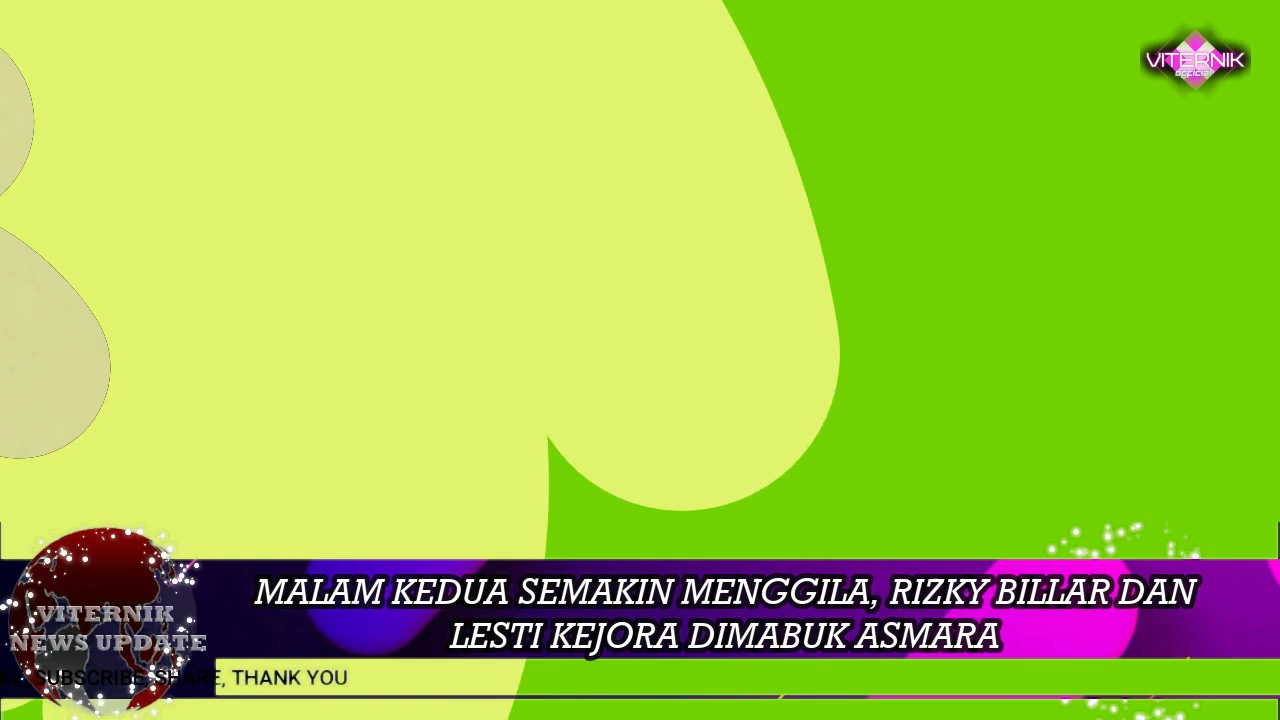 VITERNIK
official
MALAM KEDUA SEMAKIN MENGGILA, RIZKY BILLAR DAN
LESTI KEJORA DIMABUK ASMARA
VITERNIK
NEWS UPDATE
SUBSCRIBE, SHARE, THANK YOU